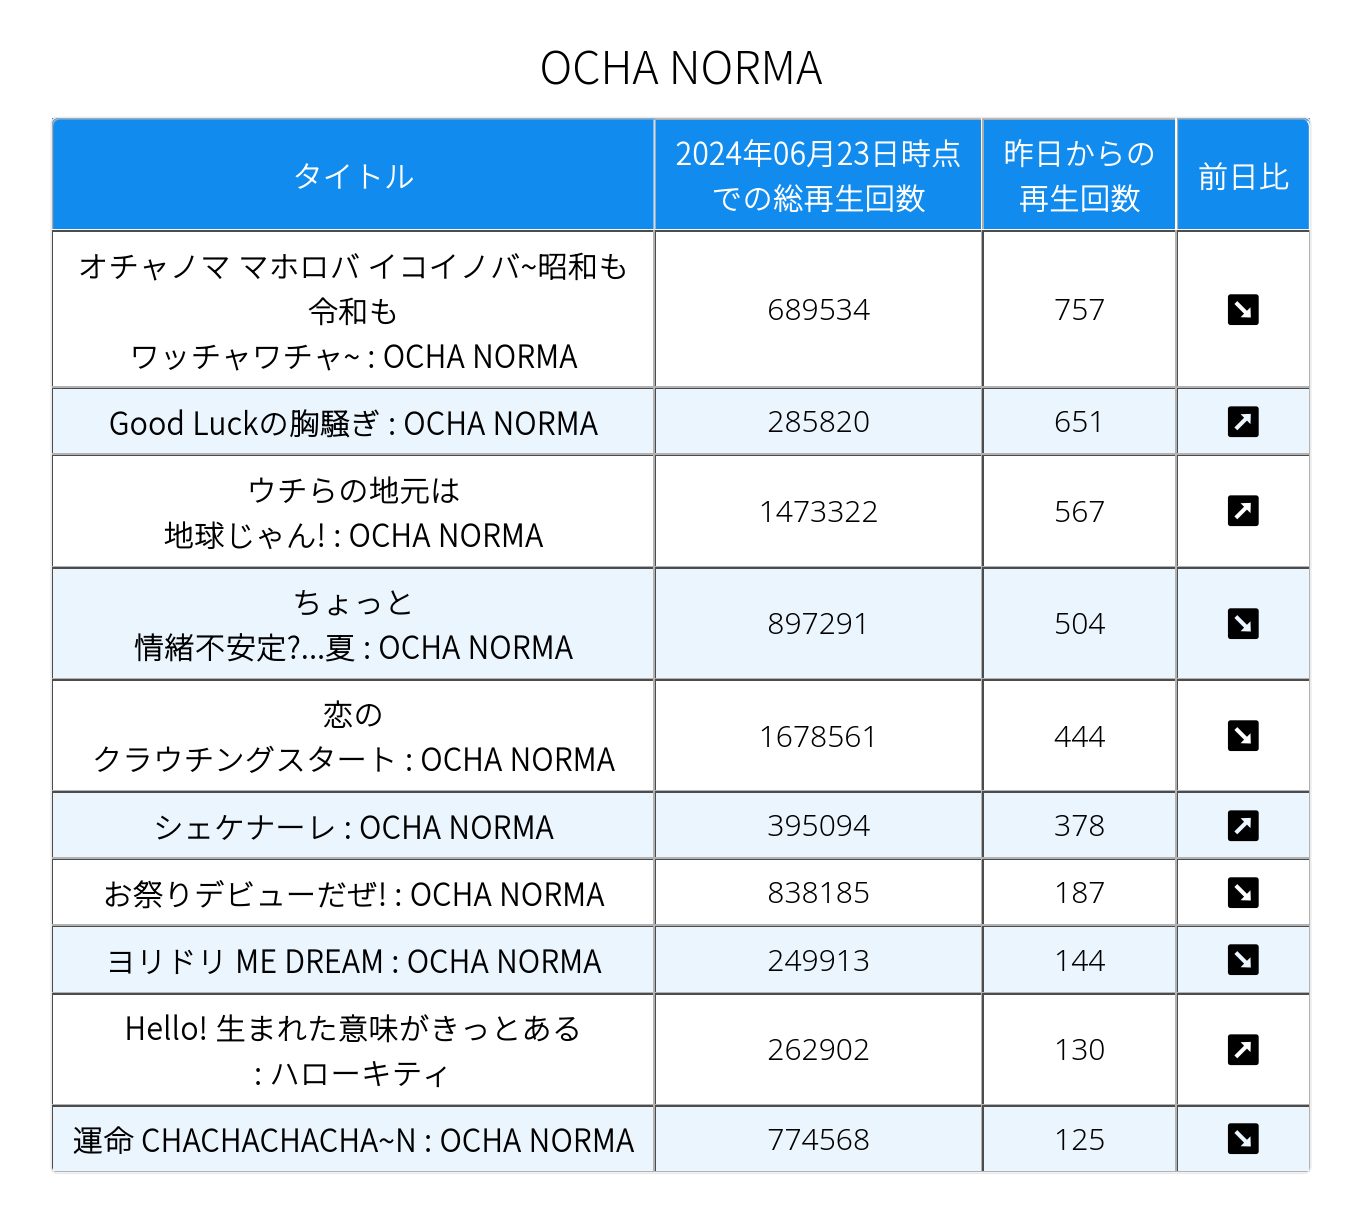 OCHA NORMA
タイトル
2024年06月23日時点
での総再生回数
昨日からの
再生回数
前日比
オチャノマ マホロバ イコイノバ~昭和も
令和も
ワッチャワチャ~ : OCHA NORMA
689534
757
Good Luckの胸騒ぎ : OCHA NORMA
285820
651
ウチらの地元は
地球じゃん! : OCHA NORMA
1473322
567
ちょっと
情緒不安定?...夏 : OCHA NORMA
897291
504
恋の
クラウチングスタート : OCHA NORMA
1678561
444
シェケナーレ : OCHA NORMA
395094
378
お祭りデビューだぜ! : OCHA NORMA
838185
187
ヨリドリ ME DREAM : OCHA NORMA
249913
144
Hello! 生まれた意味がきっとある
: ハローキティ
262902
130
運命 CHACHACHACHA~N : OCHA NORMA
774568
125